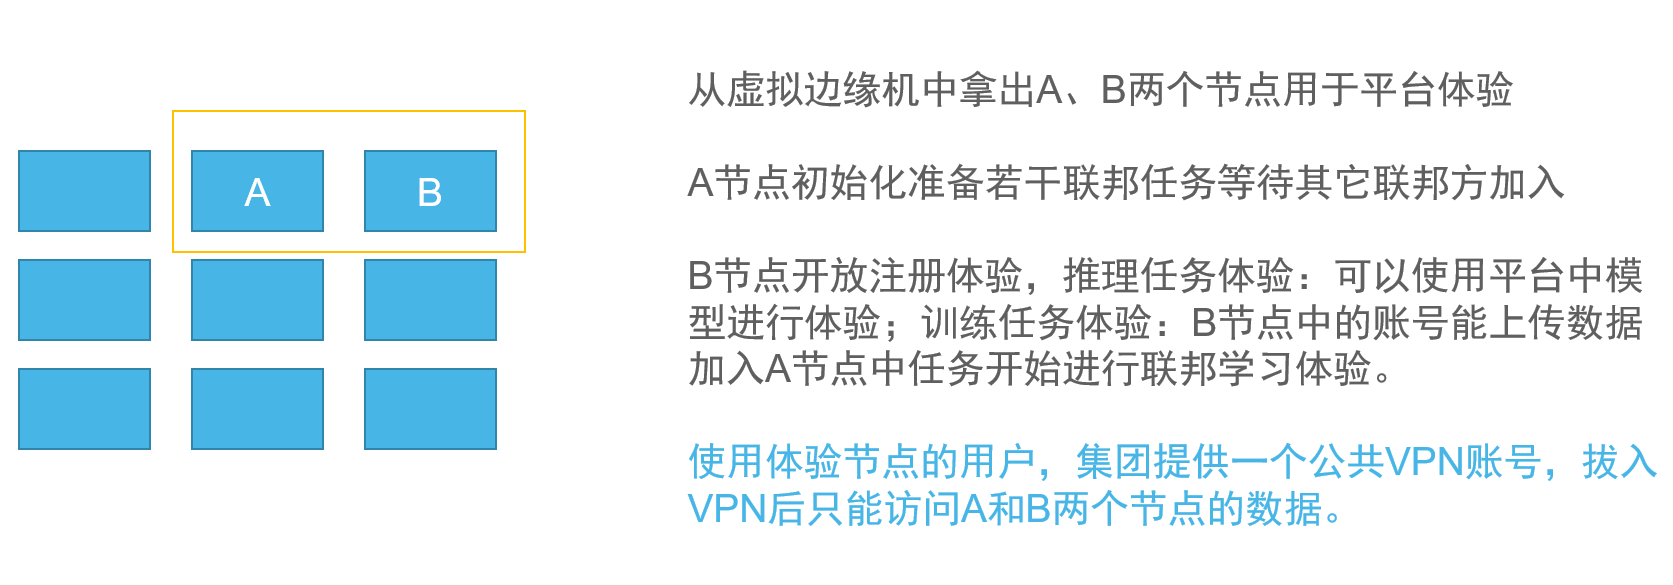 A
B
从虚拟边缘机中拿出A、B两个节点用于平台体验
A节点初始化准备若干联邦任务等待其它联邦方加入
B节点开放注册体验，推理任务体验：可以使用平台中模
型进行体验；训练任务体验：B节点中的账号能上传数据
加入A节点中任务开始进行联邦学习体验。
使用体验节点的用户，集团提供一个公共VPN账号，拔入
VPN后只能访问A和B两个节点的数据。